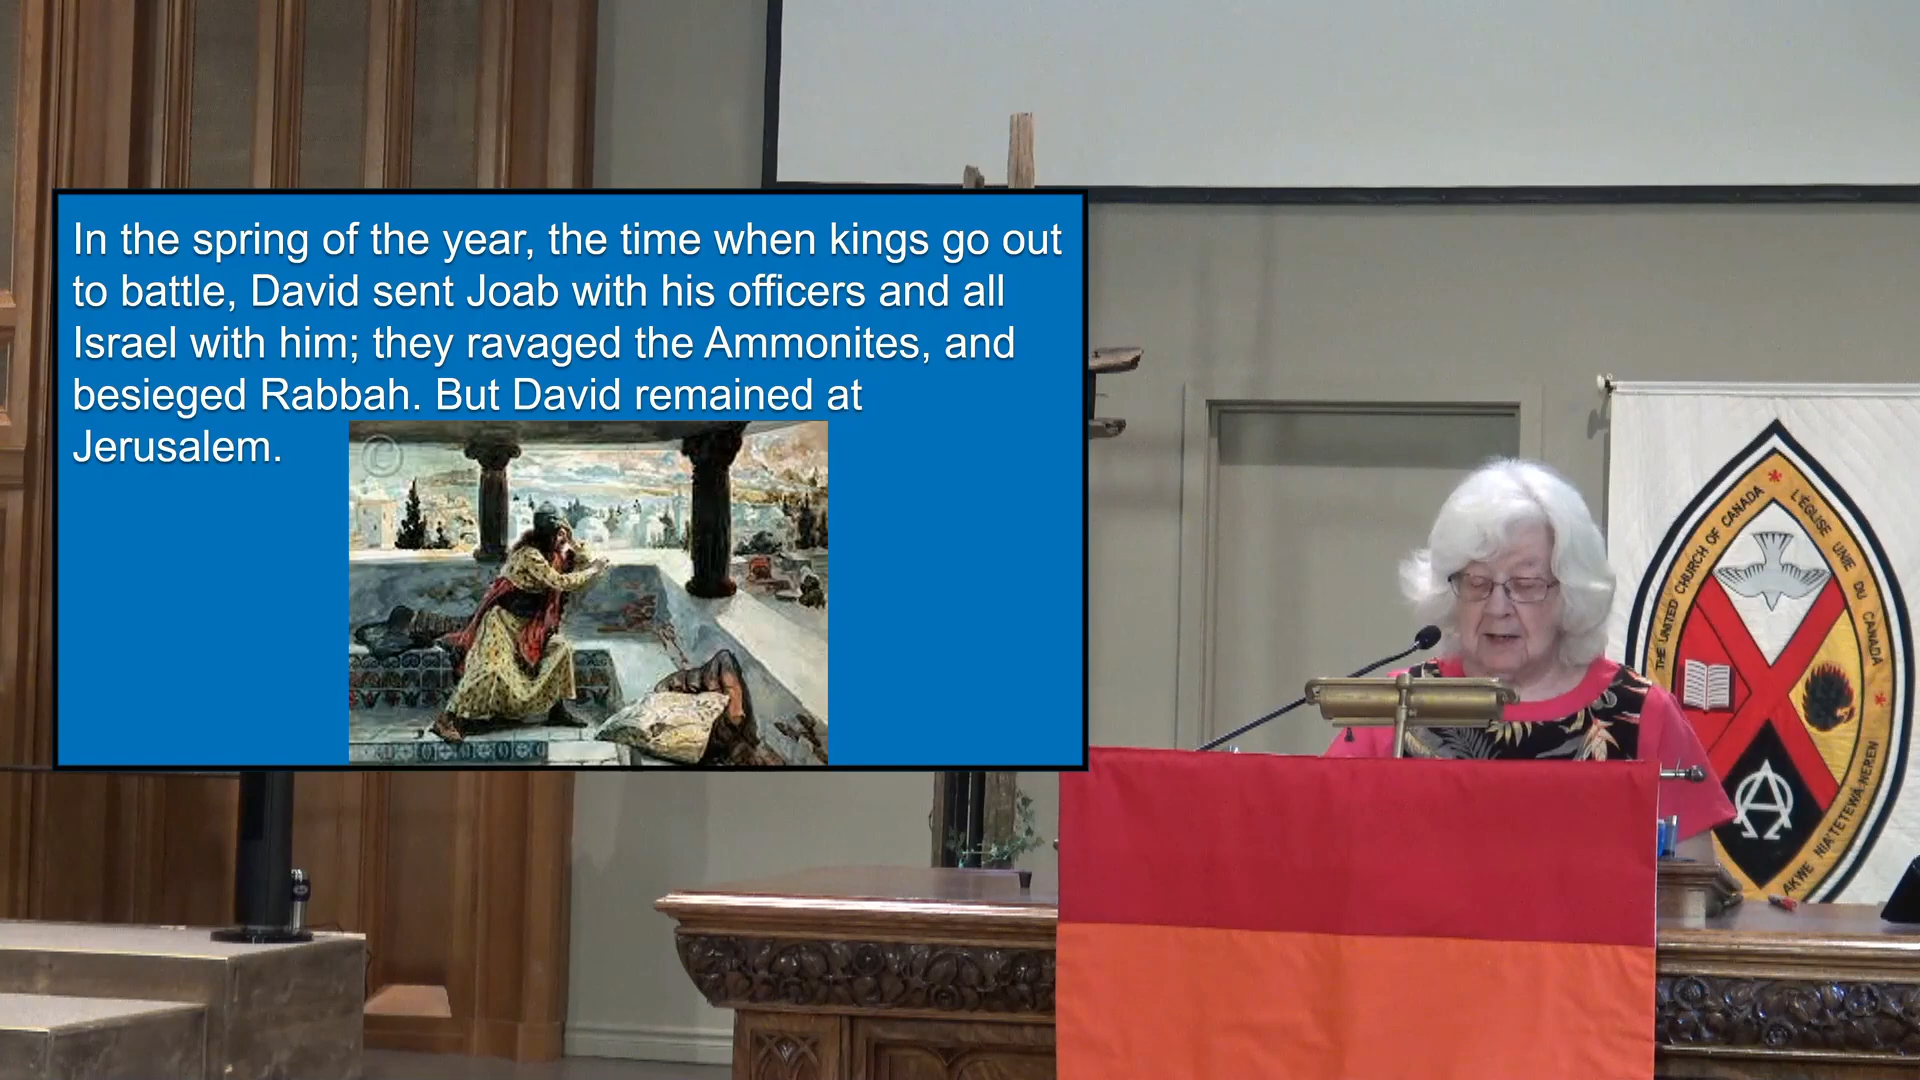 In the spring of the year, the time when kings go out
to battle, David sent Joab with his officers and all
Israel with him; they ravaged the Ammonites, and
besieged Rabbah. But David remained at
Jerusalem.
©
THE UNITED CHURCH OF CANADA
L'ÉGLISE UNIE DU CANADA
AKWE NIA'TETEWÁ:NEREN
ΑΩ